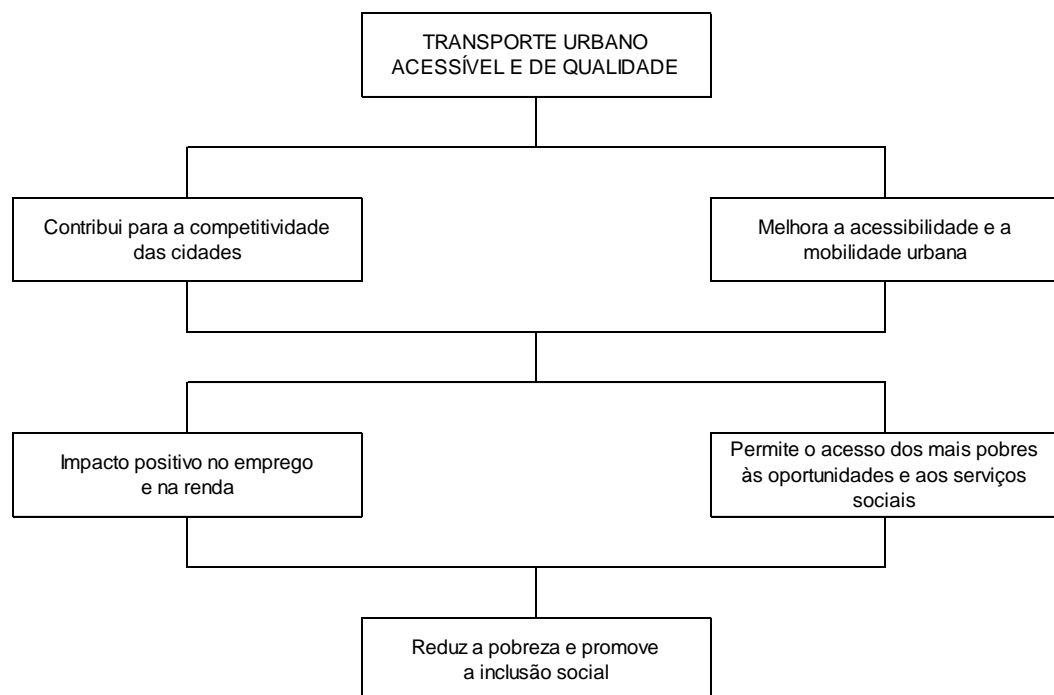 TRANSPORTE URBANO
ACESSÍVEL E DE QUALIDADE
Contribui para a competitividade
das cidades
Melhora a acessibilidade e a
mobilidade urbana
Impacto positivo no emprego
e na renda
Permite o acesso dos mais pobres
às oportunidades e aos serviços
sociais
Reduz a pobreza e promove
a inclusão social